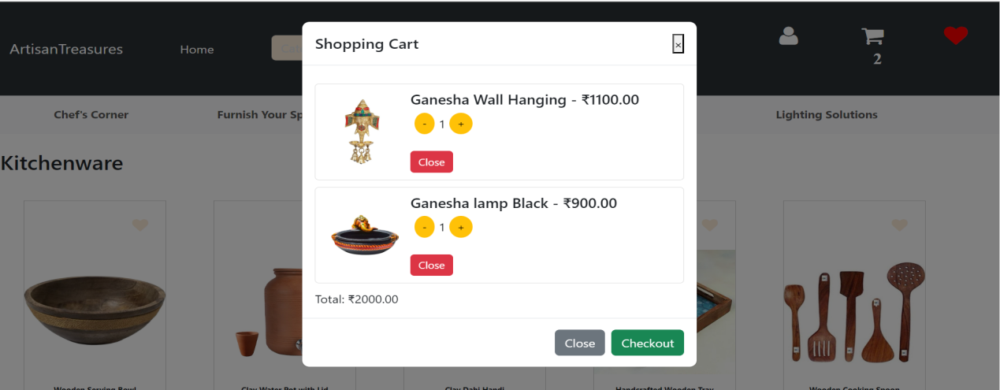 ArtisanTreasures
Home
Shopping Cart
×
2
Chef's Corner
Furnish Your Sp
Lighting Solutions
Kitchenware
Ganesha Wall Hanging - ₹1100.00
- 1 +
Close
Ganesha lamp Black - ₹900.00
- 1 +
Close
Total: ₹2000.00
Close
Checkout
Wooden Serving Bowl
Clay Water Pot with Lid
Clay Dahi Handi
Handcrafted Wooden Tray
Wooden Cooking Spoon